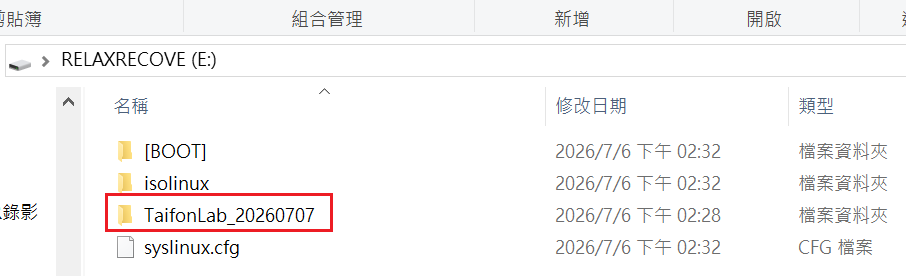 剪貼簿 組合管理 新增 開啟
RELAXRECOVE (E:)
名稱 修改日期 類型
[BOOT] 2026/7/6 下午 02:32 檔案資料夾
isolinux 2026/7/6 下午 02:32 檔案資料夾
錄影
TaifonLab_20260707 2026/7/6 下午 02:28 檔案資料夾
syslinux.cfg 2026/7/6 下午 02:32 CFG 檔案